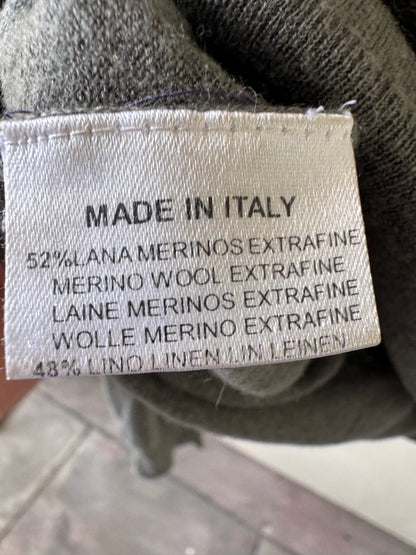 MADE IN ITALY
52%LANA MERINOS EXTRAFINE
MERINO WOOL EXTRAFINE
LAINE MERINOS EXTRAFINE
WOLLE MERINO EXTRAFINE
48% LINO LINEN LIN LEINEN